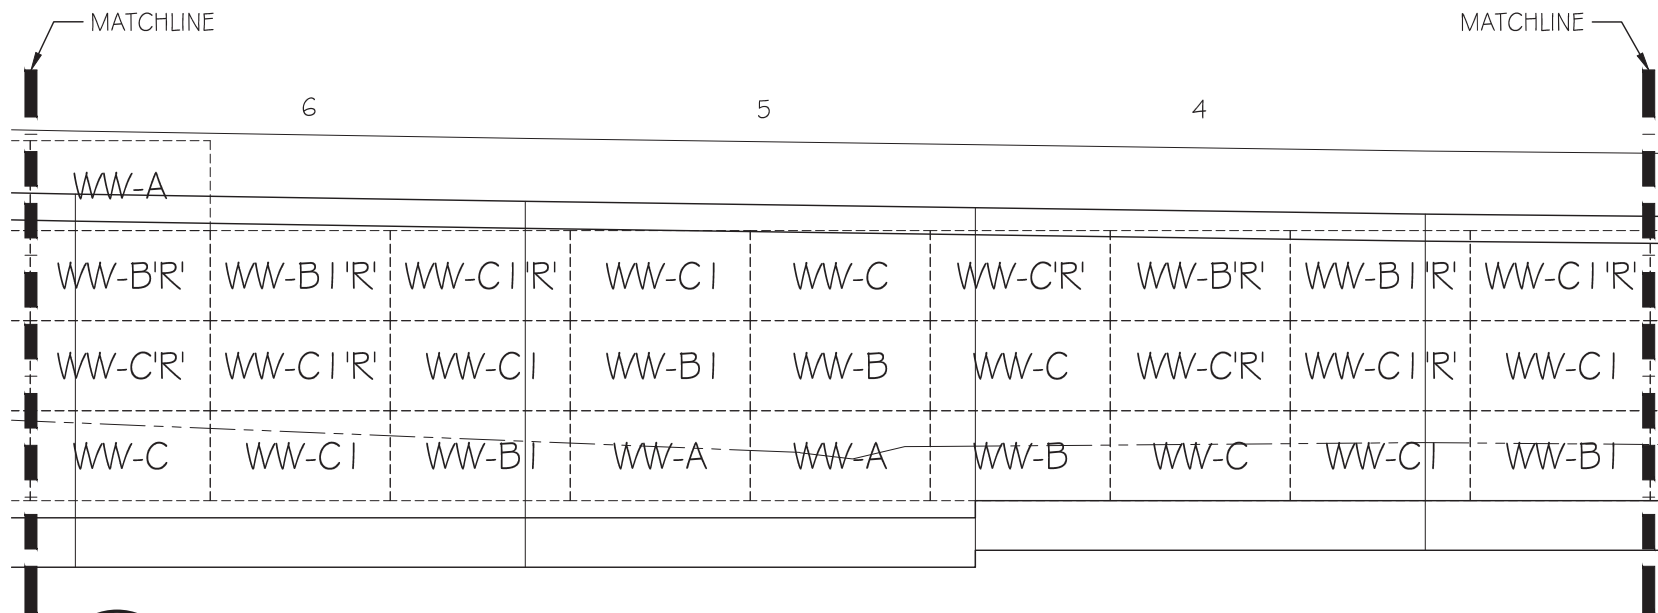 MATCHLINE MATCHLINE
6 5 4
WW-A
WW-B'R' WW-B1'R' WW-C1'R' WW-C1 WW-C WW-C'R' WW-B'R' WW-B1'R' WW-C1'R'
WW-C'R' WW-C1'R' WW-C1 WW-B1 WW-B WW-C WW-C'R' WW-C1'R' WW-C1
WW-C WW-C1 WW-B1 WW-A WW-A WW-B WW-C WW-C1 WW-B1